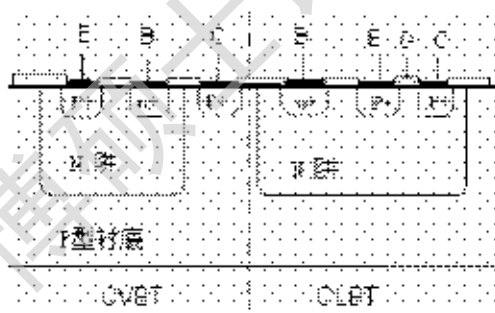 E B C B E G C
P+ n+ P+ n+ P+ P+
N 阱 N 阱
P型衬底
CVBT CLBT